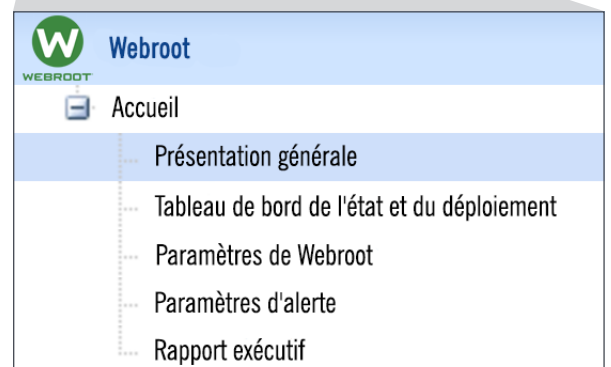 W
WEBROOT
Webroot
Accueil
Présentation générale
Tableau de bord de l'état et du déploiement
Paramètres de Webroot
Paramètres d'alerte
Rapport exécutif